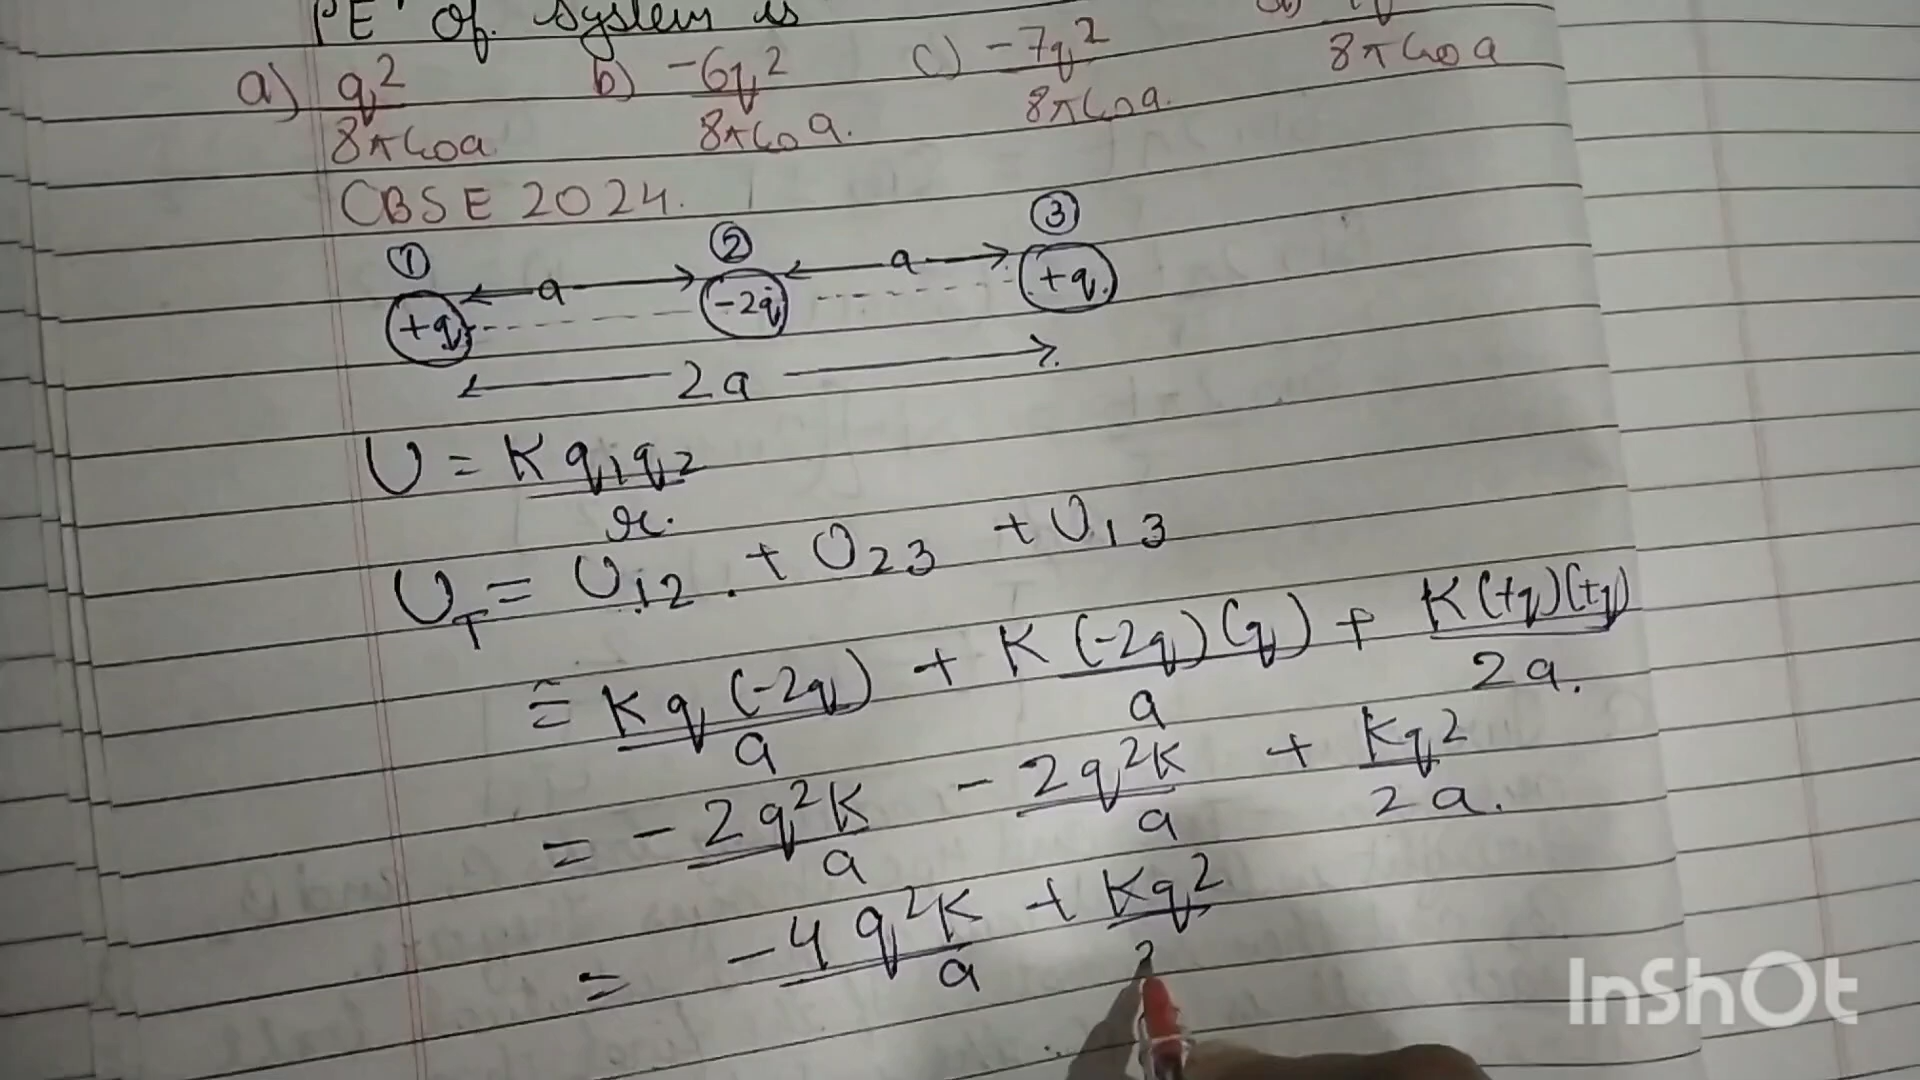 PE of system is
a) q²/8πε₀a b) -6q²/8πε₀a. c) -7q²/8πε₀a. 8πε₀a
CBSE 2024.
① ② ③
+q a -2q a +q
2a
U = K q₁q₂/r.
U_T = U₁₂ + U₂₃ + U₁₃
= Kq(-2q)/a + K(-2q)(q)/a + K(+q)(+q)/2a.
= -2q²K/a - 2q²K/a + Kq²/2a.
= -4q²K/a + Kq²/2
InShOt